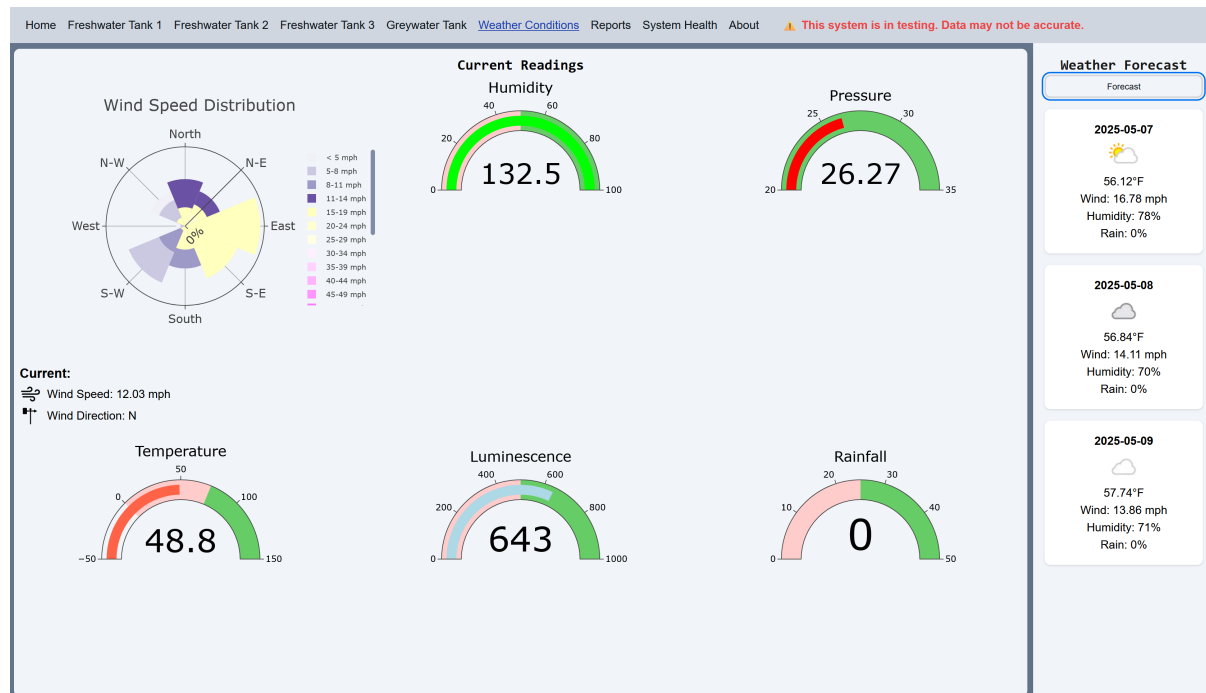 Home Freshwater Tank 1 Freshwater Tank 2 Freshwater Tank 3 Greywater Tank Weather Conditions Reports System Health About ⚠ This system is in testing. Data may not be accurate.
Current Readings
Wind Speed Distribution
North
N-W
N-E
West
East
0%
S-W
S-E
South
< 5 mph
5-8 mph
8-11 mph
11-14 mph
15-19 mph
20-24 mph
25-29 mph
30-34 mph
35-39 mph
40-44 mph
45-49 mph
Humidity
0
20
40
60
80
100
132.5
Pressure
20
25
30
35
26.27
Current:
Wind Speed: 12.03 mph
Wind Direction: N
Temperature
−50
0
50
100
150
48.8
Luminescence
0
200
400
600
800
1000
643
Rainfall
0
10
20
30
40
50
0
Weather Forecast
Forecast
2025-05-07
56.12°F
Wind: 16.78 mph
Humidity: 78%
Rain: 0%
2025-05-08
56.84°F
Wind: 14.11 mph
Humidity: 70%
Rain: 0%
2025-05-09
57.74°F
Wind: 13.86 mph
Humidity: 71%
Rain: 0%